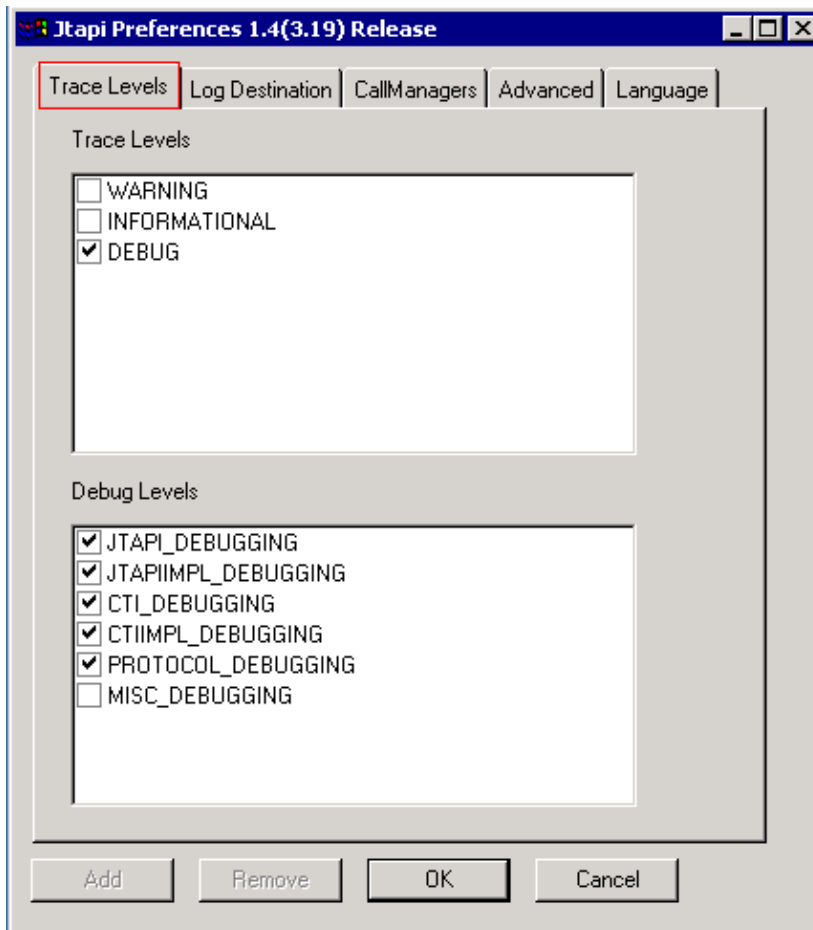 Jtapi Preferences 1.4(3.19) Release
Trace Levels Log Destination CallManagers Advanced Language
Trace Levels
WARNING
INFORMATIONAL
DEBUG
Debug Levels
JTAPI_DEBUGGING
JTAPIIMPL_DEBUGGING
CTI_DEBUGGING
CTIIMPL_DEBUGGING
PROTOCOL_DEBUGGING
MISC_DEBUGGING
Add Remove OK Cancel